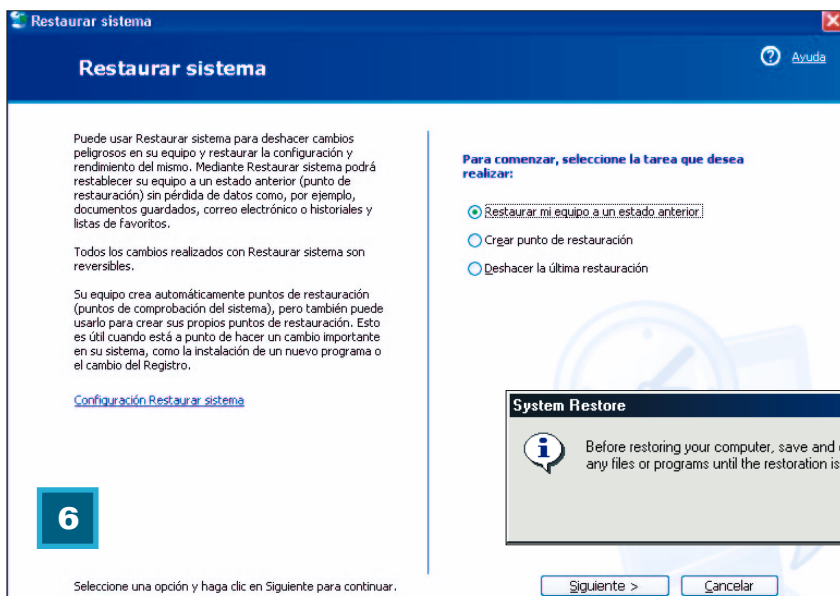 Restaurar sistema
Restaurar sistema
Ayuda
Puede usar Restaurar sistema para deshacer cambios
peligrosos en su equipo y restaurar la configuración y
rendimiento del mismo. Mediante Restaurar sistema podrá
restablecer su equipo a un estado anterior (punto de
restauración) sin pérdida de datos como, por ejemplo,
documentos guardados, correo electrónico o historiales y
listas de favoritos.
Todos los cambios realizados con Restaurar sistema son
reversibles.
Su equipo crea automáticamente puntos de restauración
(puntos de comprobación del sistema), pero también puede
usarlo para crear sus propios puntos de restauración. Esto
es útil cuando está a punto de hacer un cambio importante
en su sistema, como la instalación de un nuevo programa o
el cambio del Registro.
Configuración Restaurar sistema
6
Seleccione una opción y haga clic en Siguiente para continuar.
Para comenzar, seleccione la tarea que desea
realizar:
Restaurar mi equipo a un estado anterior
Crear punto de restauración
Deshacer la última restauración
System Restore
Before restoring your computer, save and
any files or programs until the restoration is
Siguiente >
Cancelar